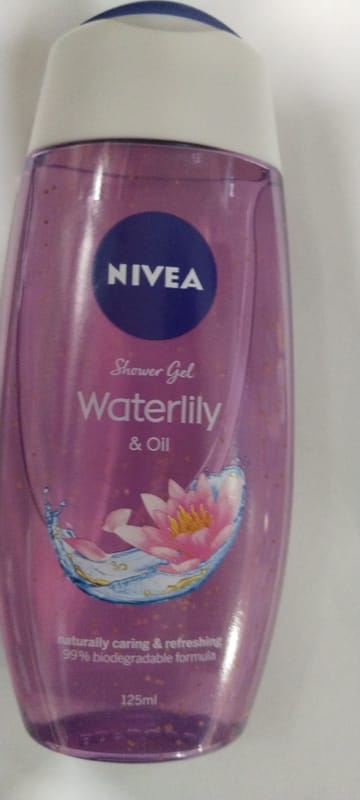 NIVEA
Shower Gel
Waterlily
& Oil
naturally caring & refreshing
99% biodegradable formula
125ml